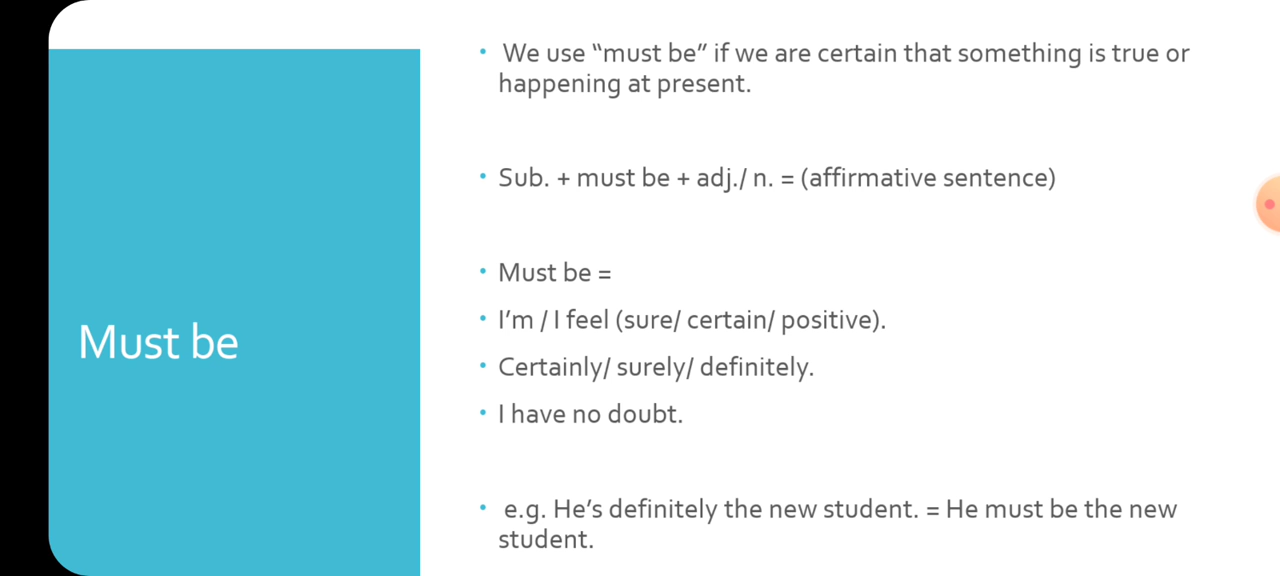 Must be
• We use “must be” if we are certain that something is true or
happening at present.
• Sub. + must be + adj./ n. = (affirmative sentence)
• Must be =
• I’m / I feel (sure/ certain/ positive).
• Certainly/ surely/ definitely.
• I have no doubt.
• e.g. He’s definitely the new student. = He must be the new
student.